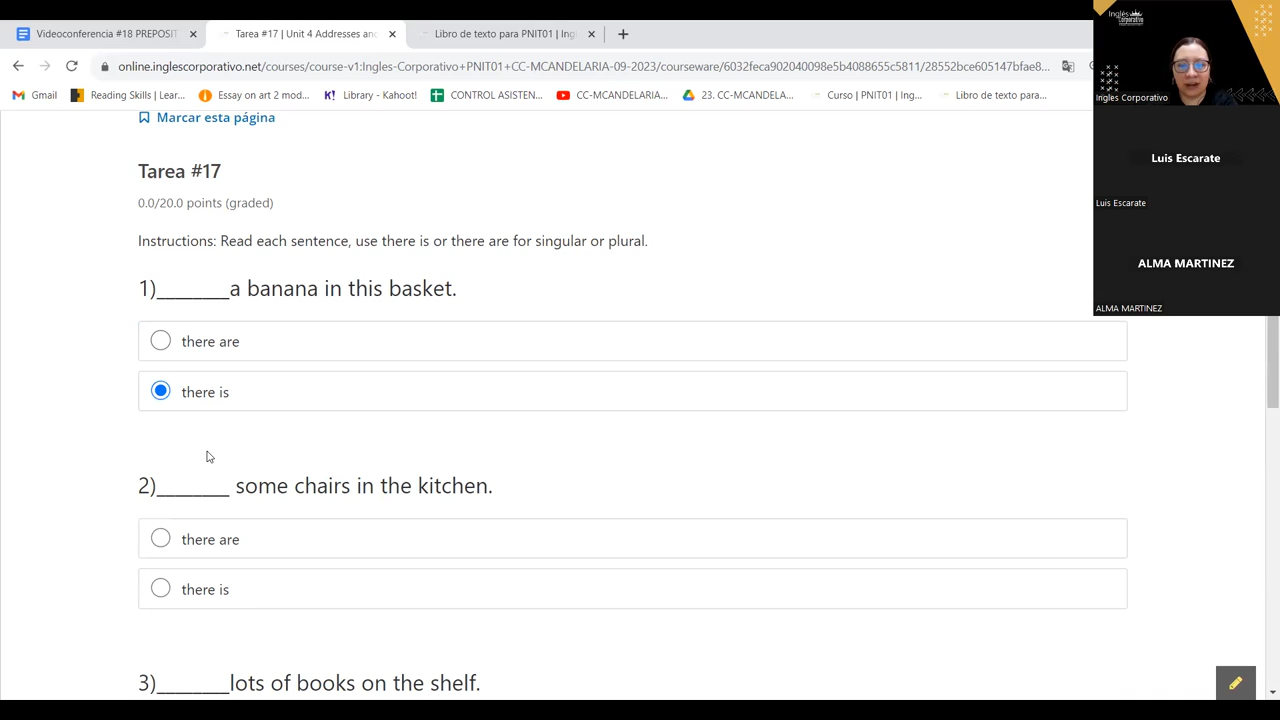 Videoconferencia #18 PREPOSIT
Tarea #17 | Unit 4 Addresses an
Libro de texto para PNIT01 | Ing
online.inglescorporativo.net/courses/course-v1:Ingles-Corporativo+PNIT01+CC-MCANDELARIA-09-2023/courseware/6032feca902040098e5b4088655c5811/28552bce605147bfae8...
Gmail
Reading Skills | Lear...
Essay on art 2 mod...
Library - Kahoot
CONTROL ASISTEN...
CC-MCANDELARIA...
23. CC-MCANDELA...
Curso | PNIT01 | Ing...
Libro de texto para...
Marcar esta página
Tarea #17
0.0/20.0 points (graded)
Instructions: Read each sentence, use there is or there are for singular or plural.
1)________a banana in this basket.
there are
there is
2)________ some chairs in the kitchen.
there are
there is
3)________lots of books on the shelf.
Inglés
Corporativo
Ingles Corporativo
Luis Escarate
Luis Escarate
ALMA MARTINEZ
ALMA MARTINEZ